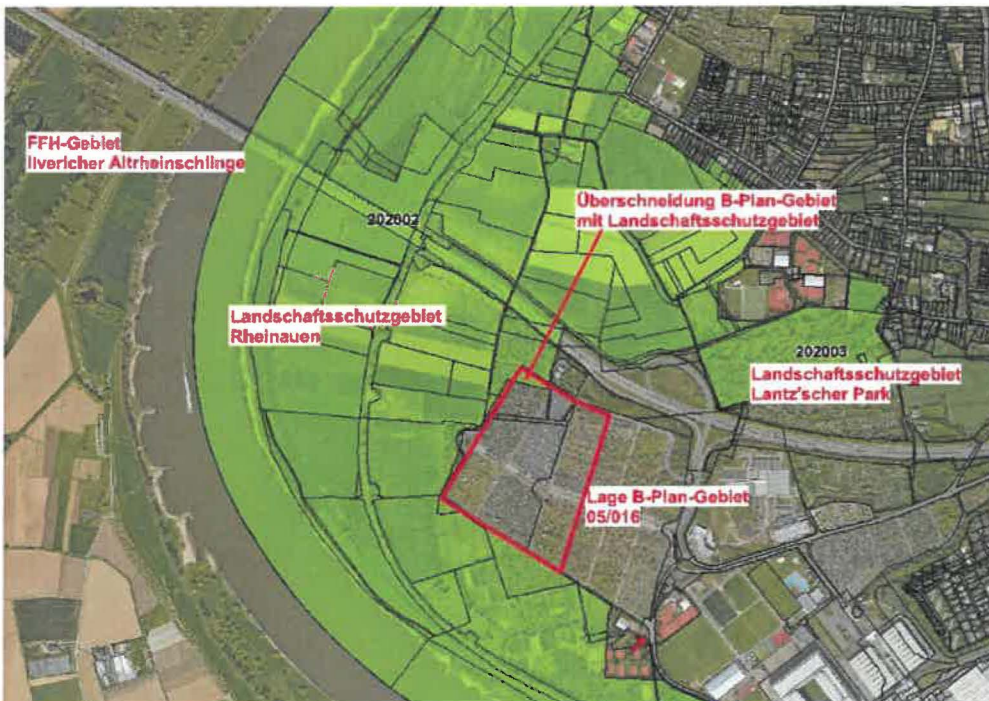 FFH-Gebiet
Ilvericher Altrheinschlinge
Überschneidung B-Plan-Gebiet
mit Landschaftsschutzgebiet
202002
Landschaftsschutzgebiet
Rheinauen
202003
Landschaftsschutzgebiet
Lantz'scher Park
Lage B-Plan-Gebiet
05/016